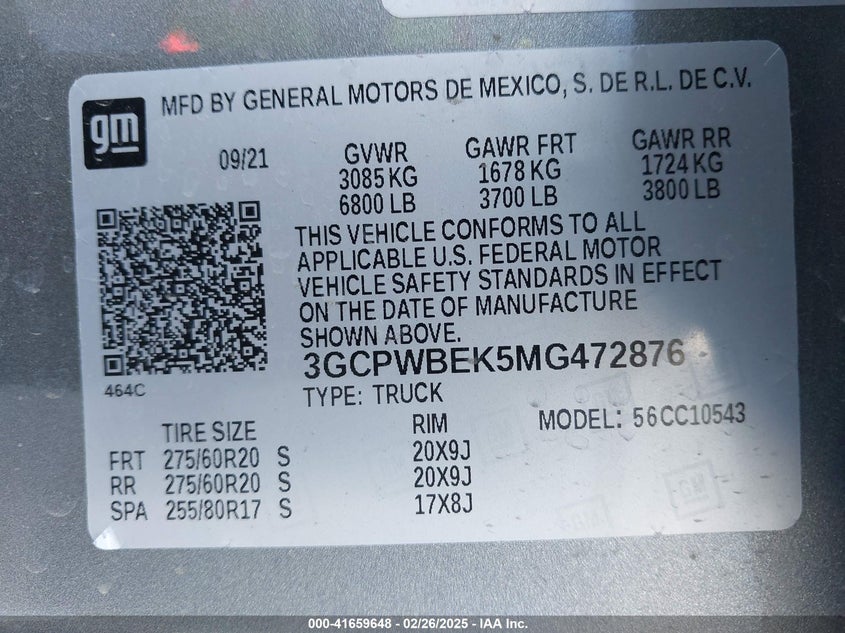 gm
MFD BY GENERAL MOTORS DE MEXICO, S. DE R.L. DE C.V.
09/21
GVWR GAWR FRT GAWR RR
3085 KG 1678 KG 1724 KG
6800 LB 3700 LB 3800 LB
THIS VEHICLE CONFORMS TO ALL
APPLICABLE U.S. FEDERAL MOTOR
VEHICLE SAFETY STANDARDS IN EFFECT
ON THE DATE OF MANUFACTURE
SHOWN ABOVE.
3GCPWBEK5MG472876
464C
TYPE: TRUCK
MODEL: 56CC10543
TIRE SIZE RIM
FRT 275/60R20 S 20X9J
RR 275/60R20 S 20X9J
SPA 255/80R17 S 17X8J
GM
000-41659648 - 02/26/2025 - IAA Inc.